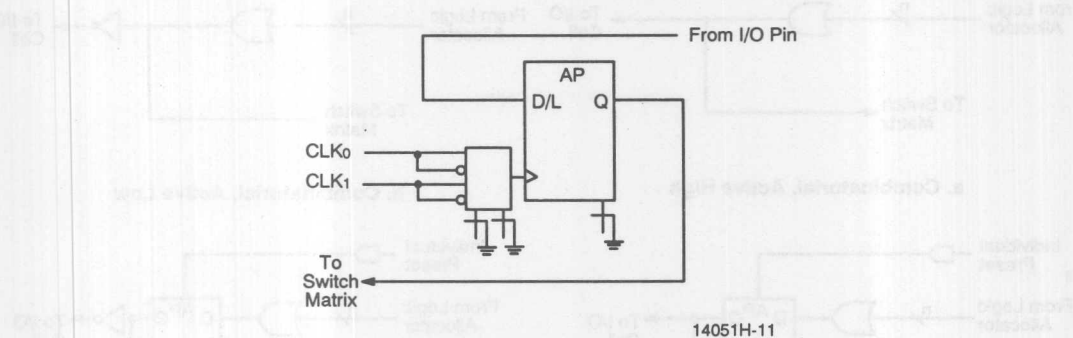 From I/O Pin
AP
D/L Q
CLK₀
CLK₁
To
Switch
Matrix
14051H-11